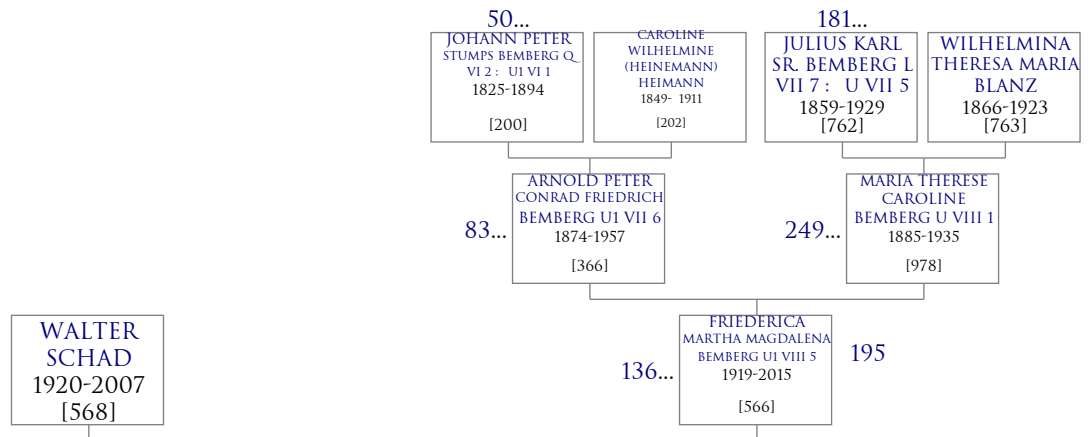 50...
JOHANN PETER
STUMPS BEMBERG Q
VI 2 : U1 VI 1
1825-1894
[200]
CAROLINE
WILHELMINE
(HEINEMANN)
HEIMANN
1849- 1911
[202]
181...
JULIUS KARL
SR. BEMBERG L
VII 7 : U VII 5
1859-1929
[762]
WILHELMINA
THERESA MARIA
BLANZ
1866-1923
[763]
83...
ARNOLD PETER
CONRAD FRIEDRICH
BEMBERG U1 VII 6
1874-1957
[366]
249...
MARIA THERESE
CAROLINE
BEMBERG U VIII 1
1885-1935
[978]
WALTER
SCHAD
1920-2007
[568]
136...
FRIEDERICA
MARTHA MAGDALENA
BEMBERG U1 VIII 5
1919-2015
[566]
195